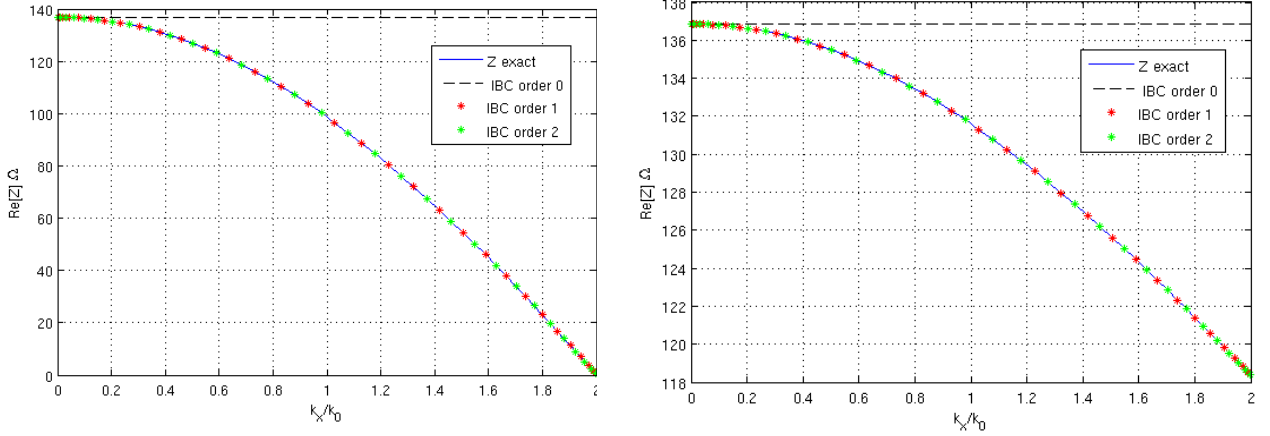 140
120
100
80
60
40
20
0
Re[Z] Ω
0 0.2 0.4 0.6 0.8 1 1.2 1.4 1.6 1.8 2
k_x/k_0
Z exact
IBC order 0
IBC order 1
IBC order 2
138
136
134
132
130
128
126
124
122
120
118
Re[Z] Ω
0 0.2 0.4 0.6 0.8 1 1.2 1.4 1.6 1.8 2
k_x/k_0
Z exact
IBC order 0
IBC order 1
IBC order 2